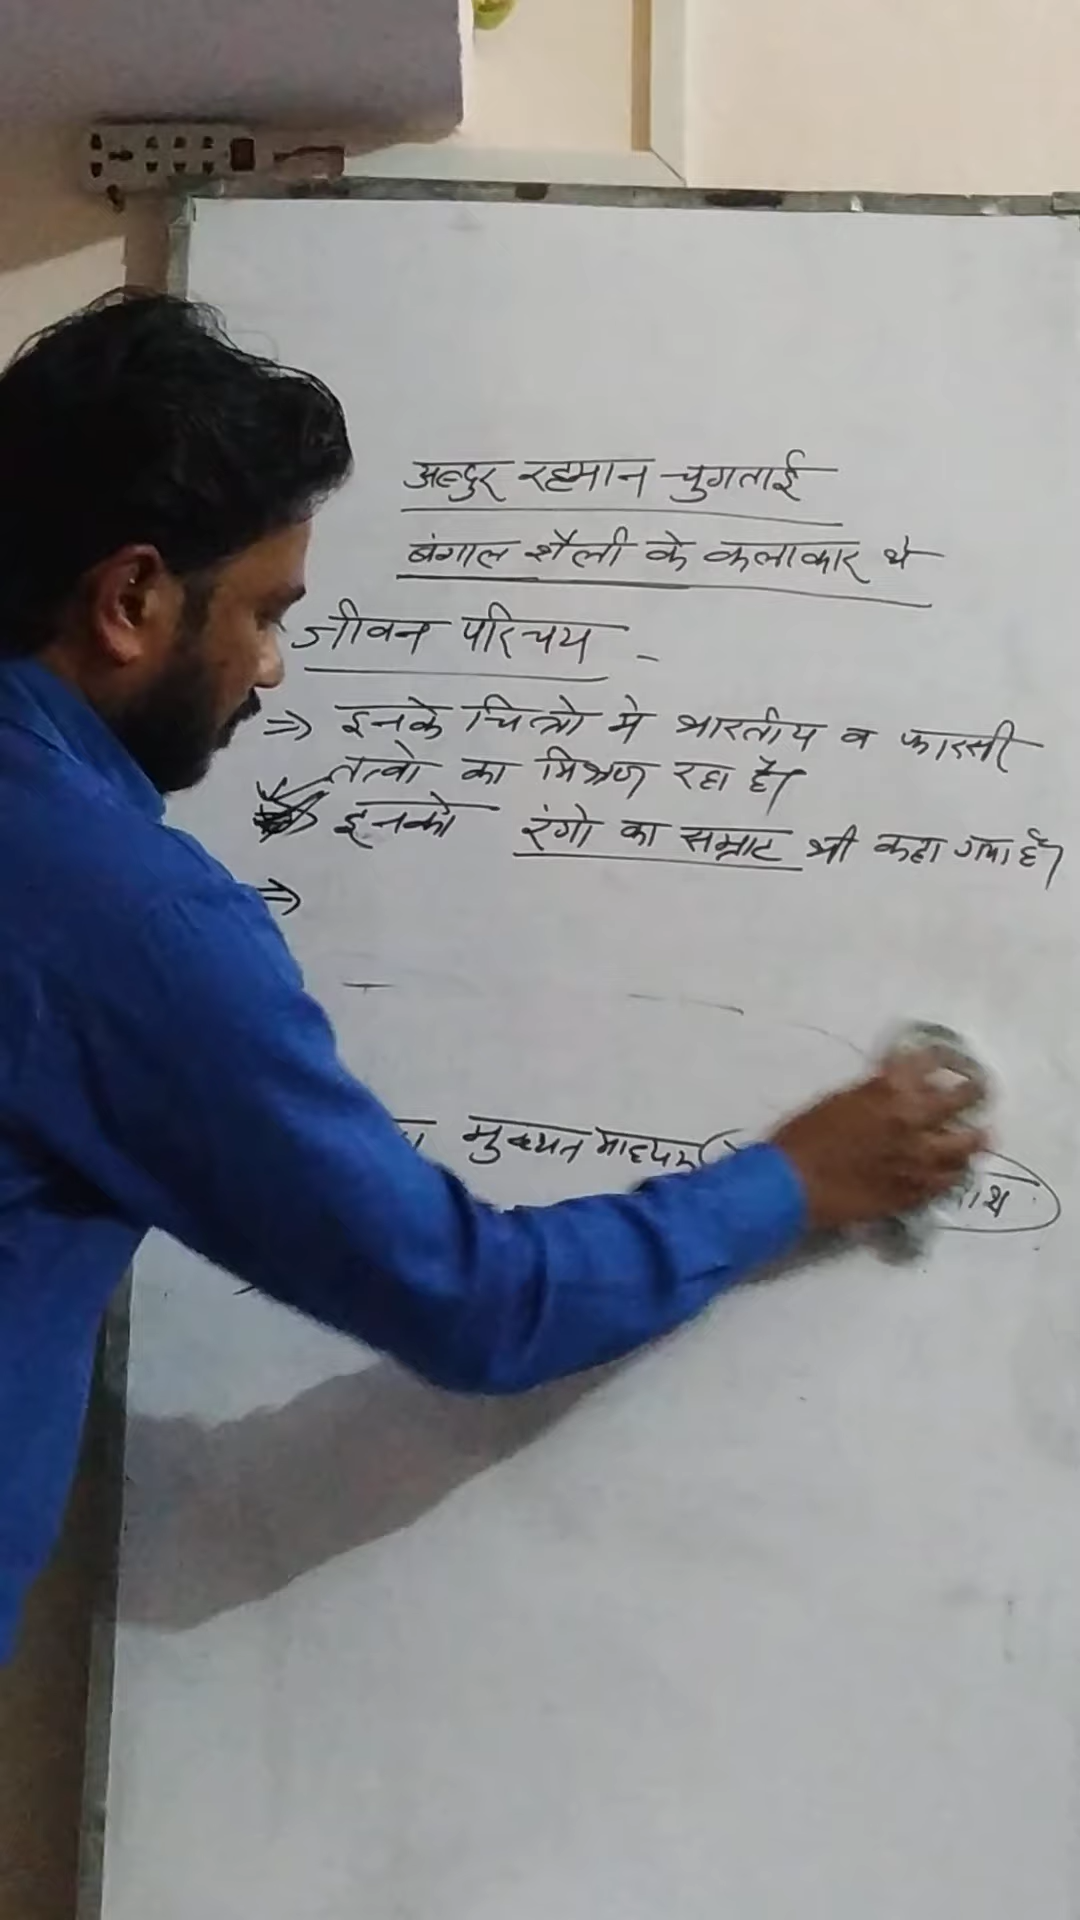 अब्दुर रहमान चुगताई
बंगाल शैली के कलाकार थे
जीवन परिचय -
⇒ इनके चित्रो मे भारतीय व फारसी
तत्वो का मिश्रण रहा है।
इनको रंगो का सम्राट भी कहा गया है।
⇒
मुख्यत माध्यम